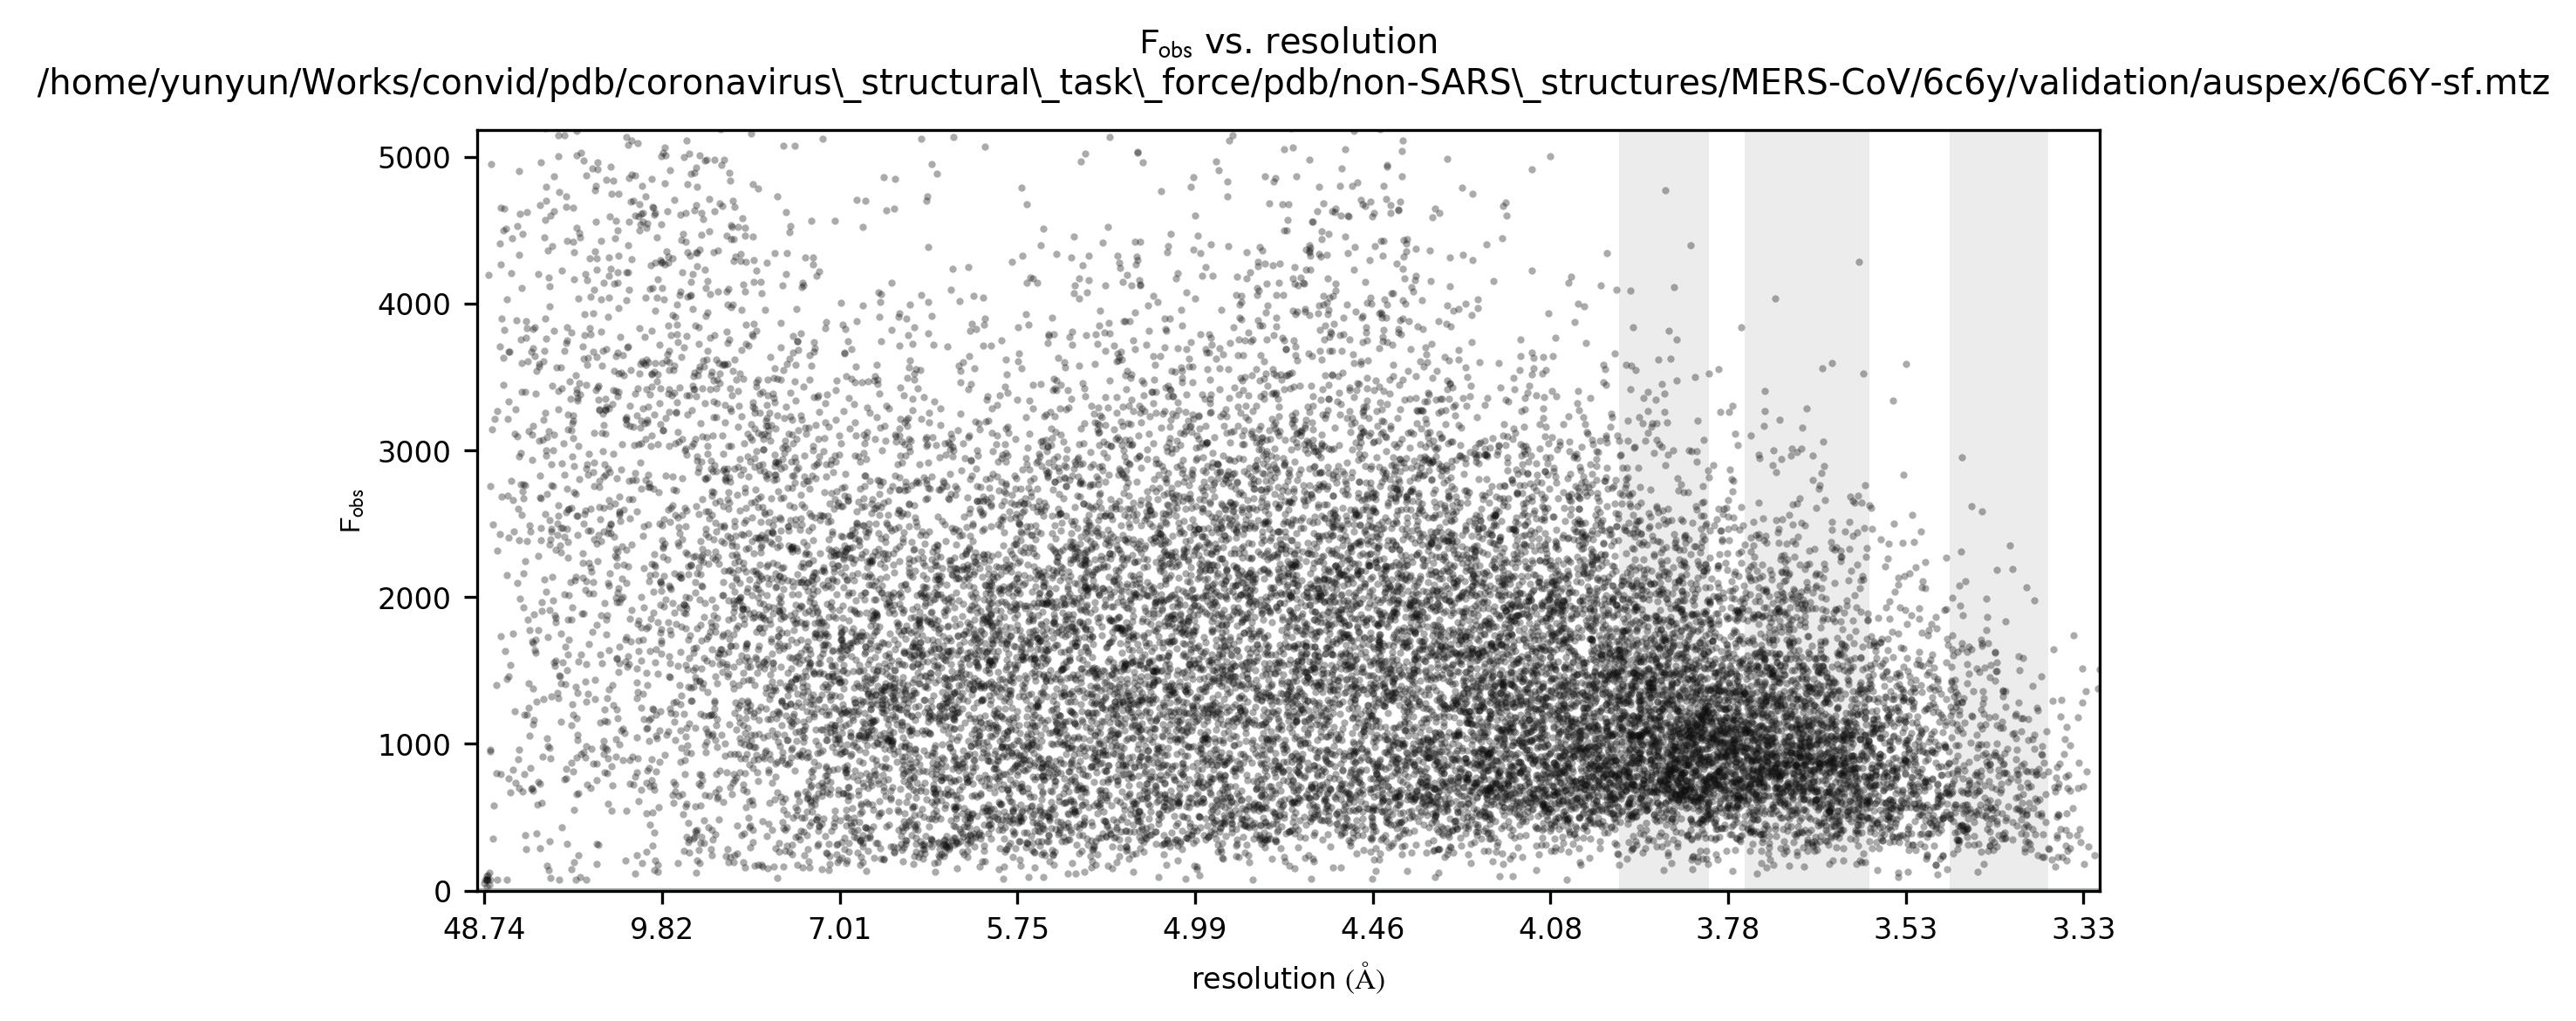 F_obs vs. resolution
/home/yunyun/Works/convid/pdb/coronavirus\_structural\_task\_force/pdb/non-SARS\_structures/MERS-CoV/6c6y/validation/auspex/6C6Y-sf.mtz
5000
4000
3000
2000
1000
0
F_obs
48.74 9.82 7.01 5.75 4.99 4.46 4.08 3.78 3.53 3.33
resolution (Å)